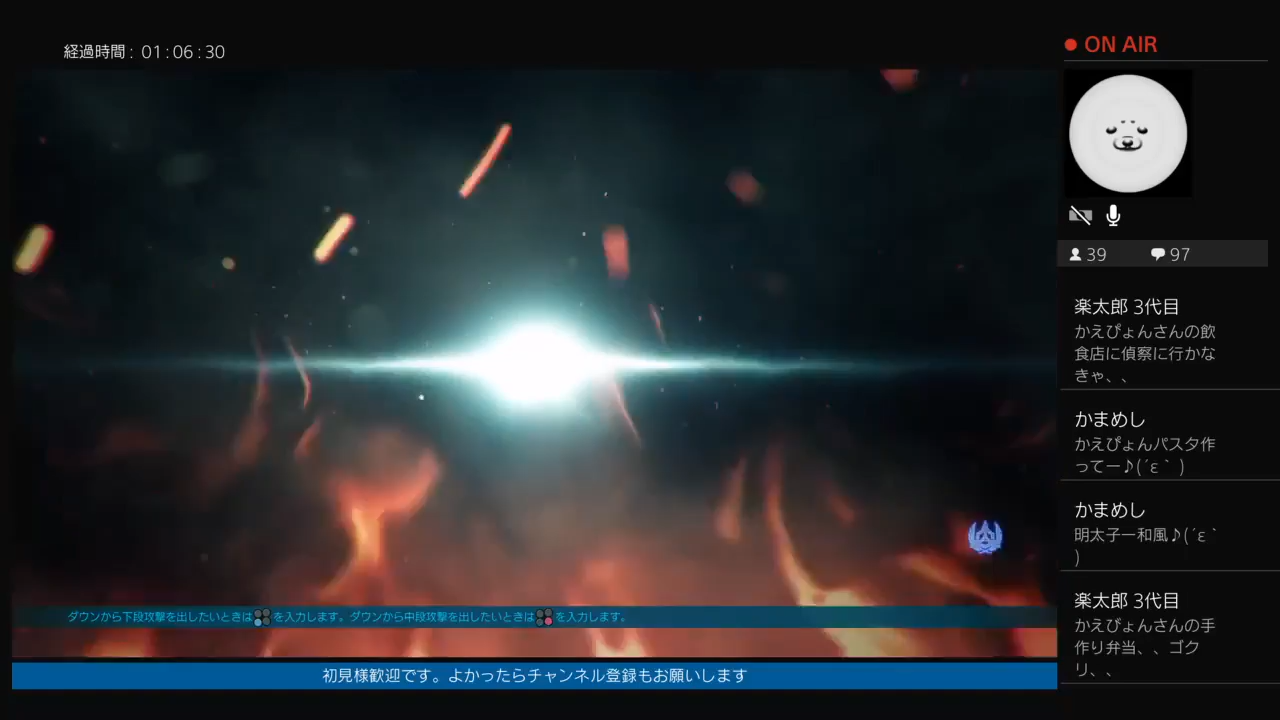 経過時間 : 01:06:30
ON AIR
39 97
楽太郎 3代目
かえぴょんさんの飲
食店に偵察に行かな
きゃ、、
かまめし
かえぴょんパスタ作
ってー♪(´ε｀ )
かまめし
明太子ー和風♪(´ε｀
)
楽太郎 3代目
かえぴょんさんの手
作り弁当、、ゴク
リ、、
ダウンから下段攻撃を出したいときは を入力します。ダウンから中段攻撃を出したいときは を入力します。
初見様歓迎です。よかったらチャンネル登録もお願いします